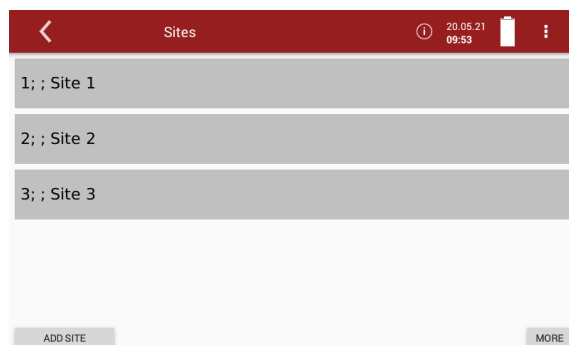 Sites
20.05.21
09:53
1; ; Site 1
2; ; Site 2
3; ; Site 3
ADD SITE
MORE